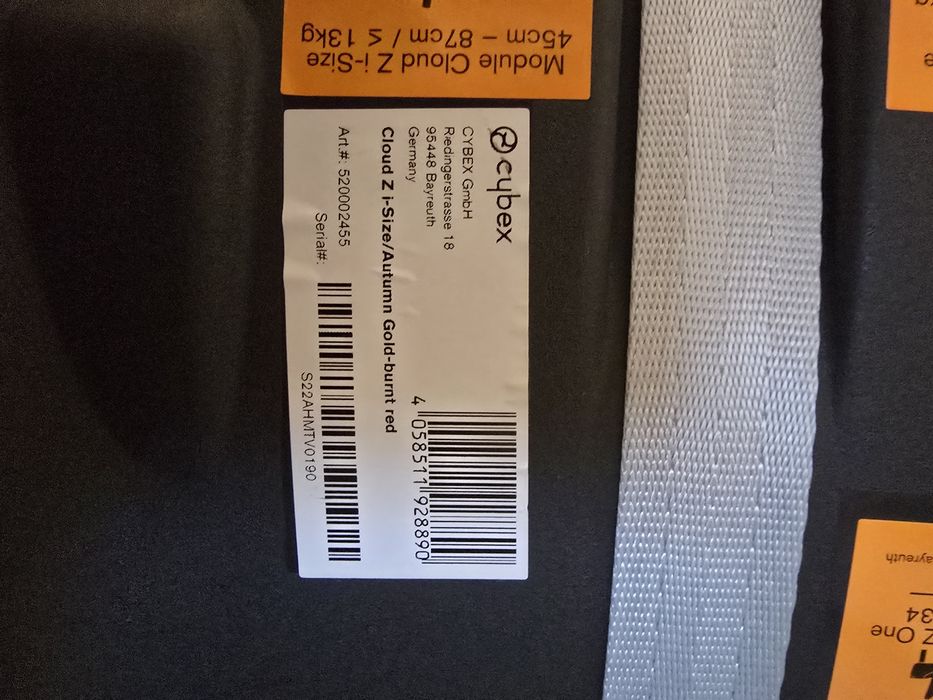 Module Cloud Z i-Size
45cm – 87cm / ≤ 13kg
cybex
CYBEX GmbH
Riedingerstrasse 18
95448 Bayreuth
Germany
Cloud Z i-Size/Autumn Gold-burnt red
4 058511 928890
Art.#: 520002455
Serial#:
S22AHMTV0190
Z One
34